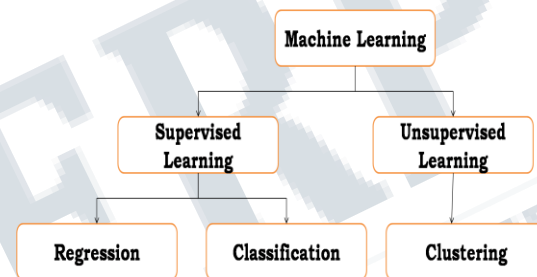 Machine Learning
Supervised
Learning
Unsupervised
Learning
Regression
Classification
Clustering